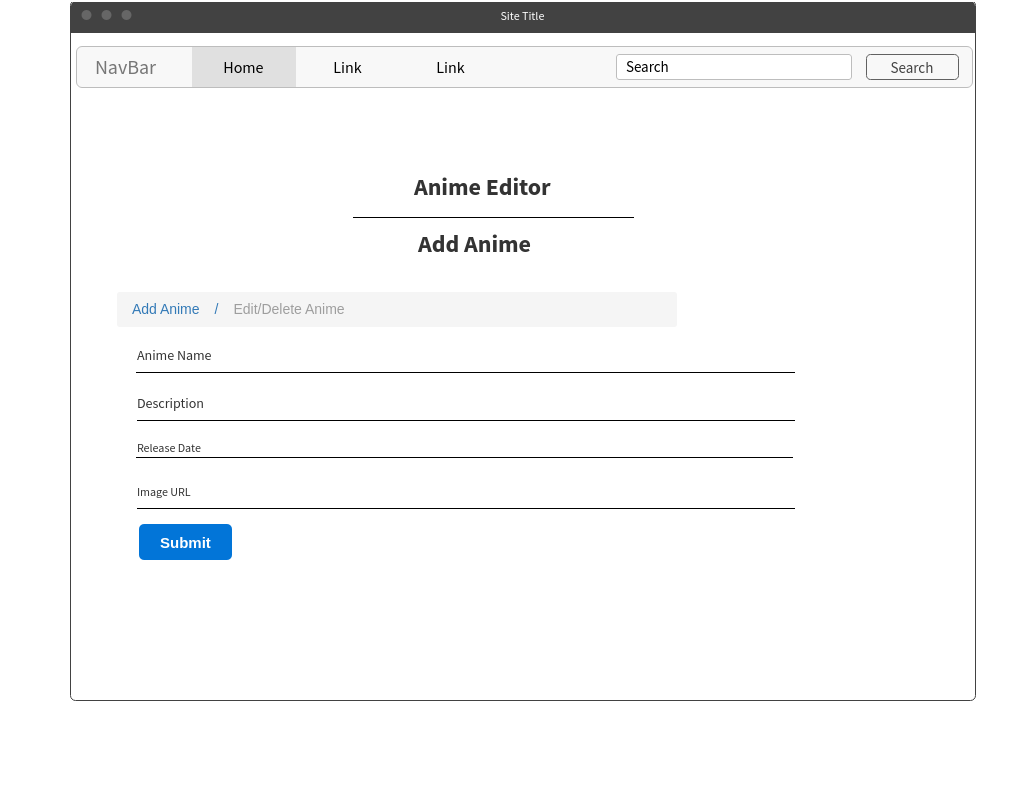 Site Title
NavBar Home Link Link Search Search
Anime Editor
Add Anime
Add Anime / Edit/Delete Anime
Anime Name
Description
Release Date
Image URL
Submit